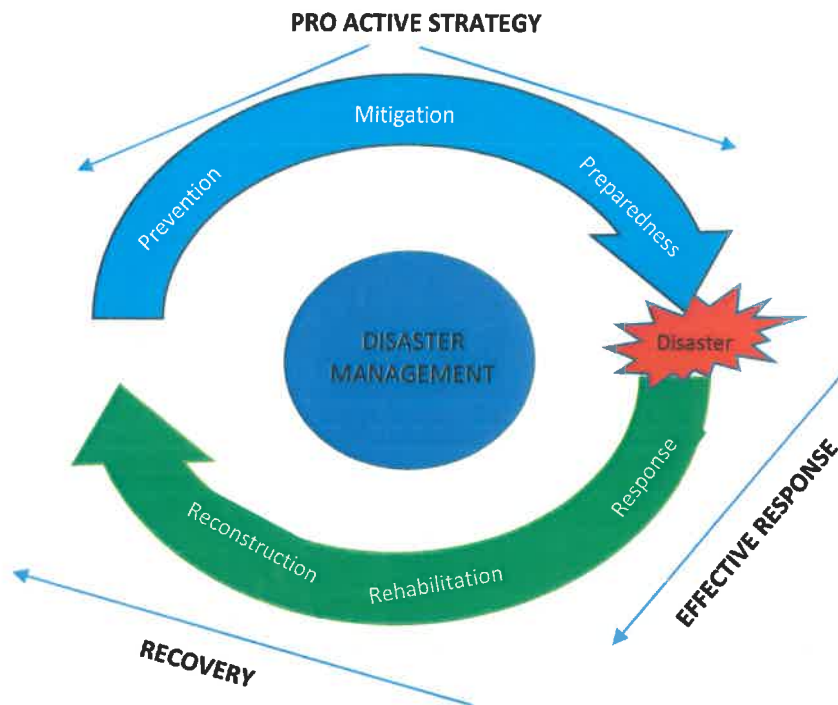 PRO ACTIVE STRATEGY
Mitigation
Prevention
Preparedness
DISASTER
MANAGEMENT
Disaster
Response
EFFECTIVE RESPONSE
Reconstruction
Rehabilitation
RECOVERY